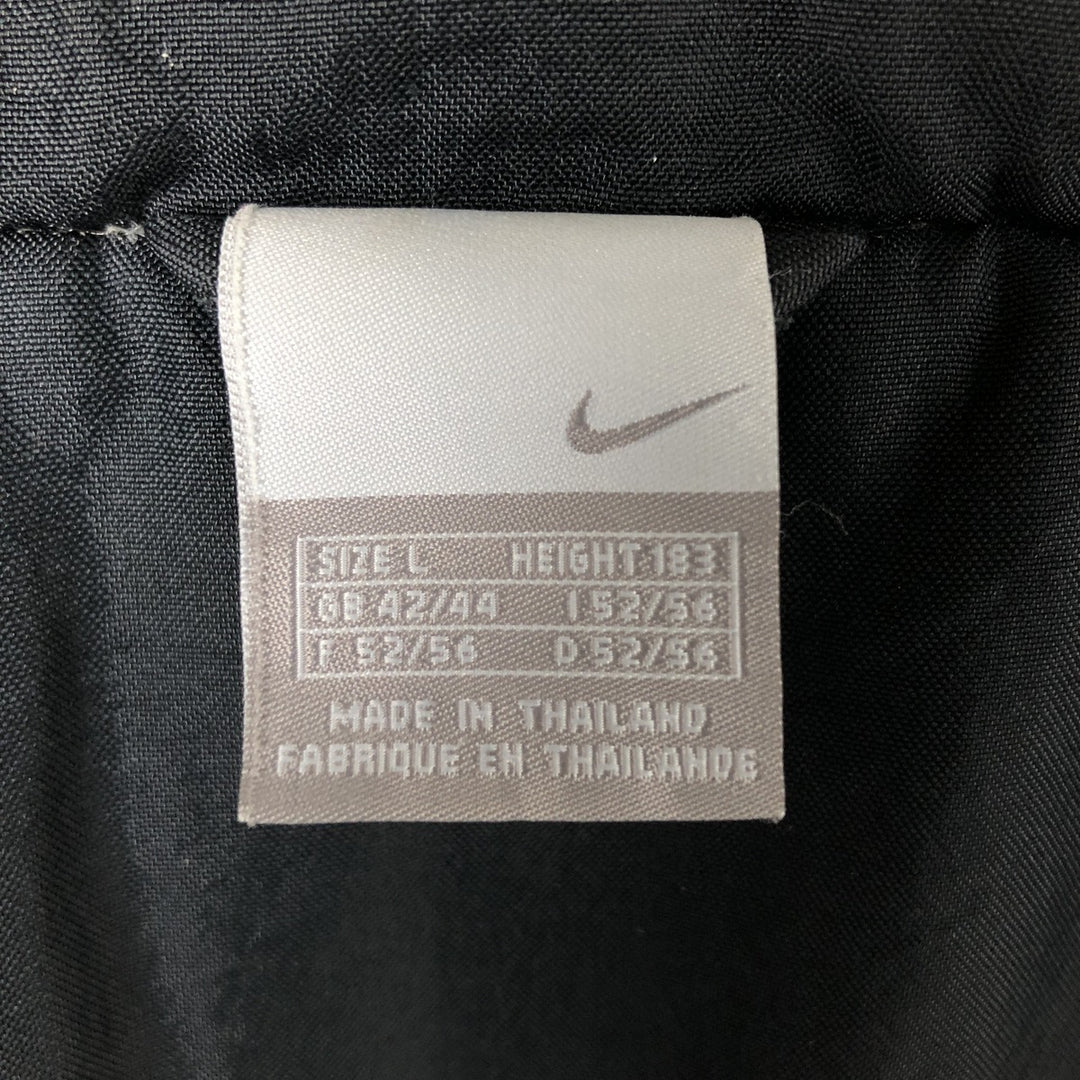 SIZE L HEIGHT 183
GB 42/44 I 52/56
F 52/56 D 52/56
MADE IN THAILAND
FABRIQUE EN THAILANDE